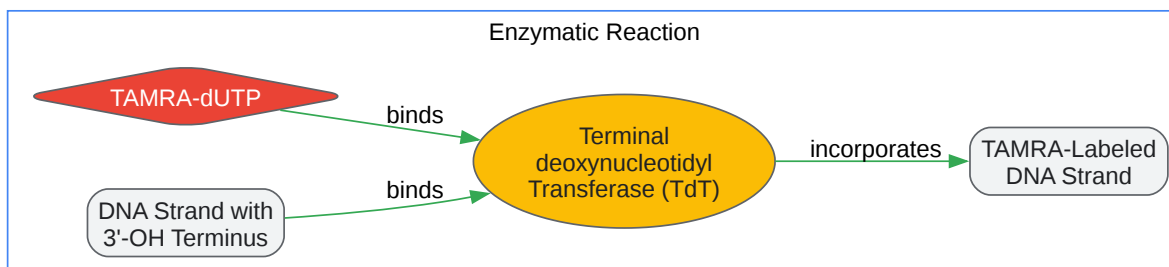 Enzymatic Reaction
TAMRA-dUTP
binds
DNA Strand with
3'-OH Terminus
binds
Terminal
deoxynucleotidyl
Transferase (TdT)
incorporates
TAMRA-Labeled
DNA Strand